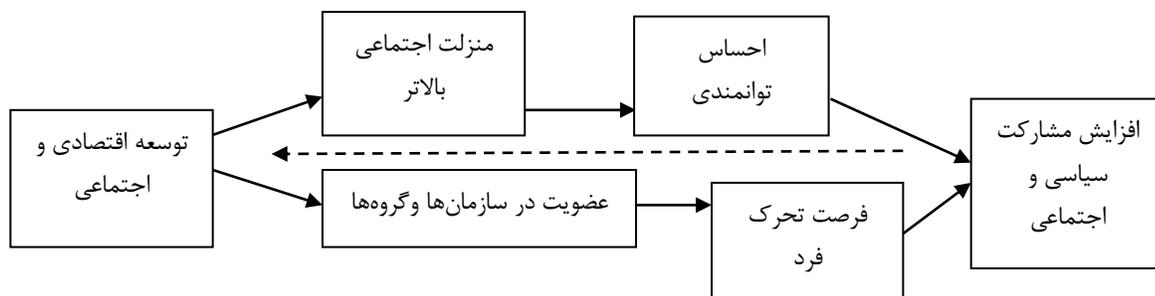 منزلت اجتماعی
بالاتر
احساس
توانمندی
توسعه اقتصادی و
اجتماعی
افزایش مشارکت
سیاسی و
اجتماعی
عضویت در سازمان‌ها وگروه‌ها
فرصت تحرک
فرد